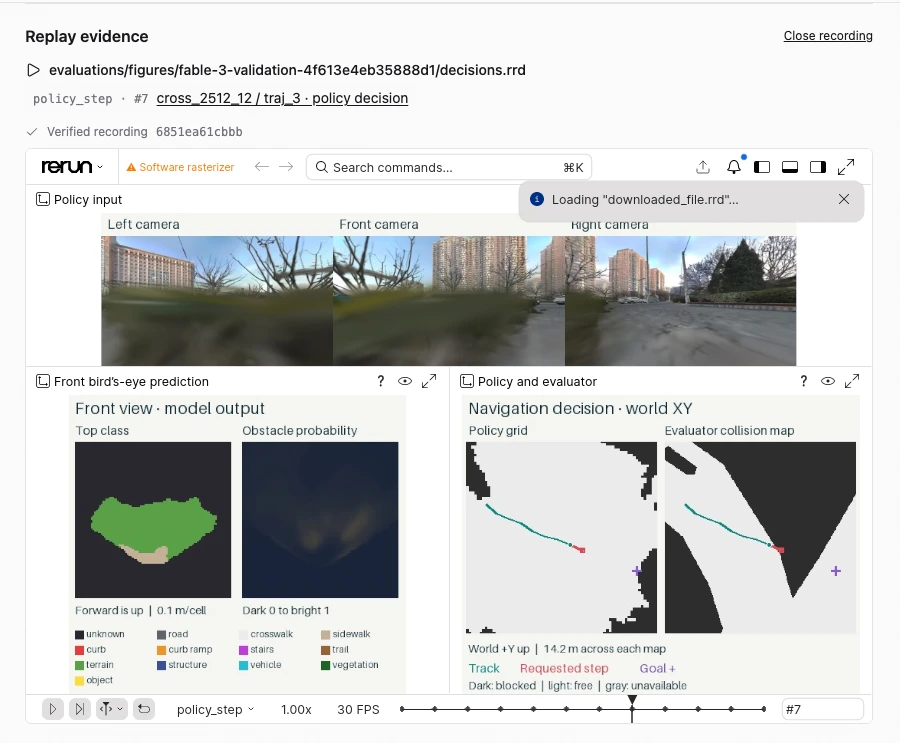 Replay evidence
Close recording
evaluations/figures/fable-3-validation-4f613e4eb35888d1/decisions.rrd
policy_step · #7 cross_2512_12 / traj_3 · policy decision
Verified recording 6851ea61cbbb
rerun
Software rasterizer
Search commands...
⌘K
Policy input
Loading "downloaded_file.rrd"...
Left camera
Front camera
Right camera
Front bird's-eye prediction
?
Policy and evaluator
?
Front view · model output
Top class
Obstacle probability
Forward is up | 0.1 m/cell
Dark 0 to bright 1
unknown
road
crosswalk
sidewalk
curb
curb ramp
stairs
trail
terrain
structure
vehicle
vegetation
object
Navigation decision · world XY
Policy grid
Evaluator collision map
World +Y up | 14.2 m across each map
Track
Requested step
Goal +
Dark: blocked | light: free | gray: unavailable
policy_step
1.00x
30 FPS
#7